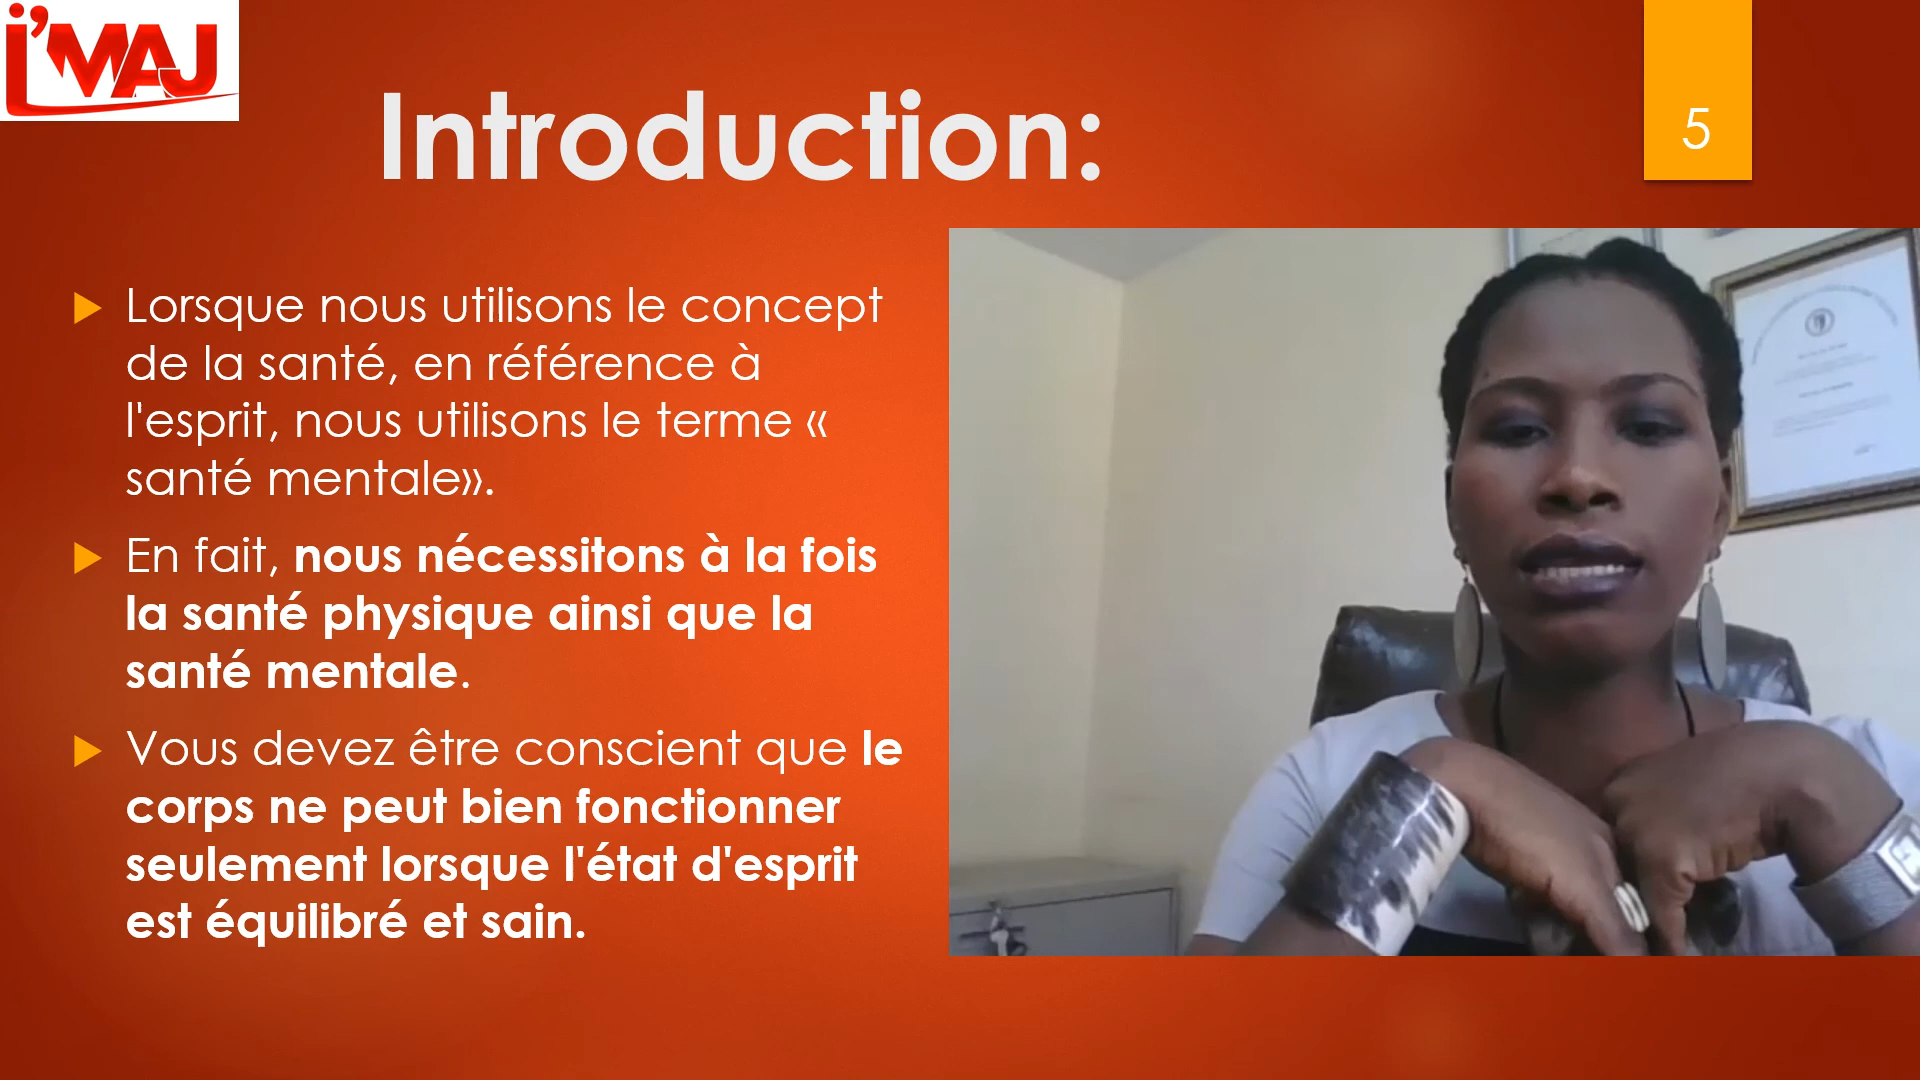 i'MAJ
Introduction:
5
Lorsque nous utilisons le concept
de la santé, en référence à
l'esprit, nous utilisons le terme «
santé mentale».
En fait, nous nécessitons à la fois
la santé physique ainsi que la
santé mentale.
Vous devez être conscient que le
corps ne peut bien fonctionner
seulement lorsque l'état d'esprit
est équilibré et sain.